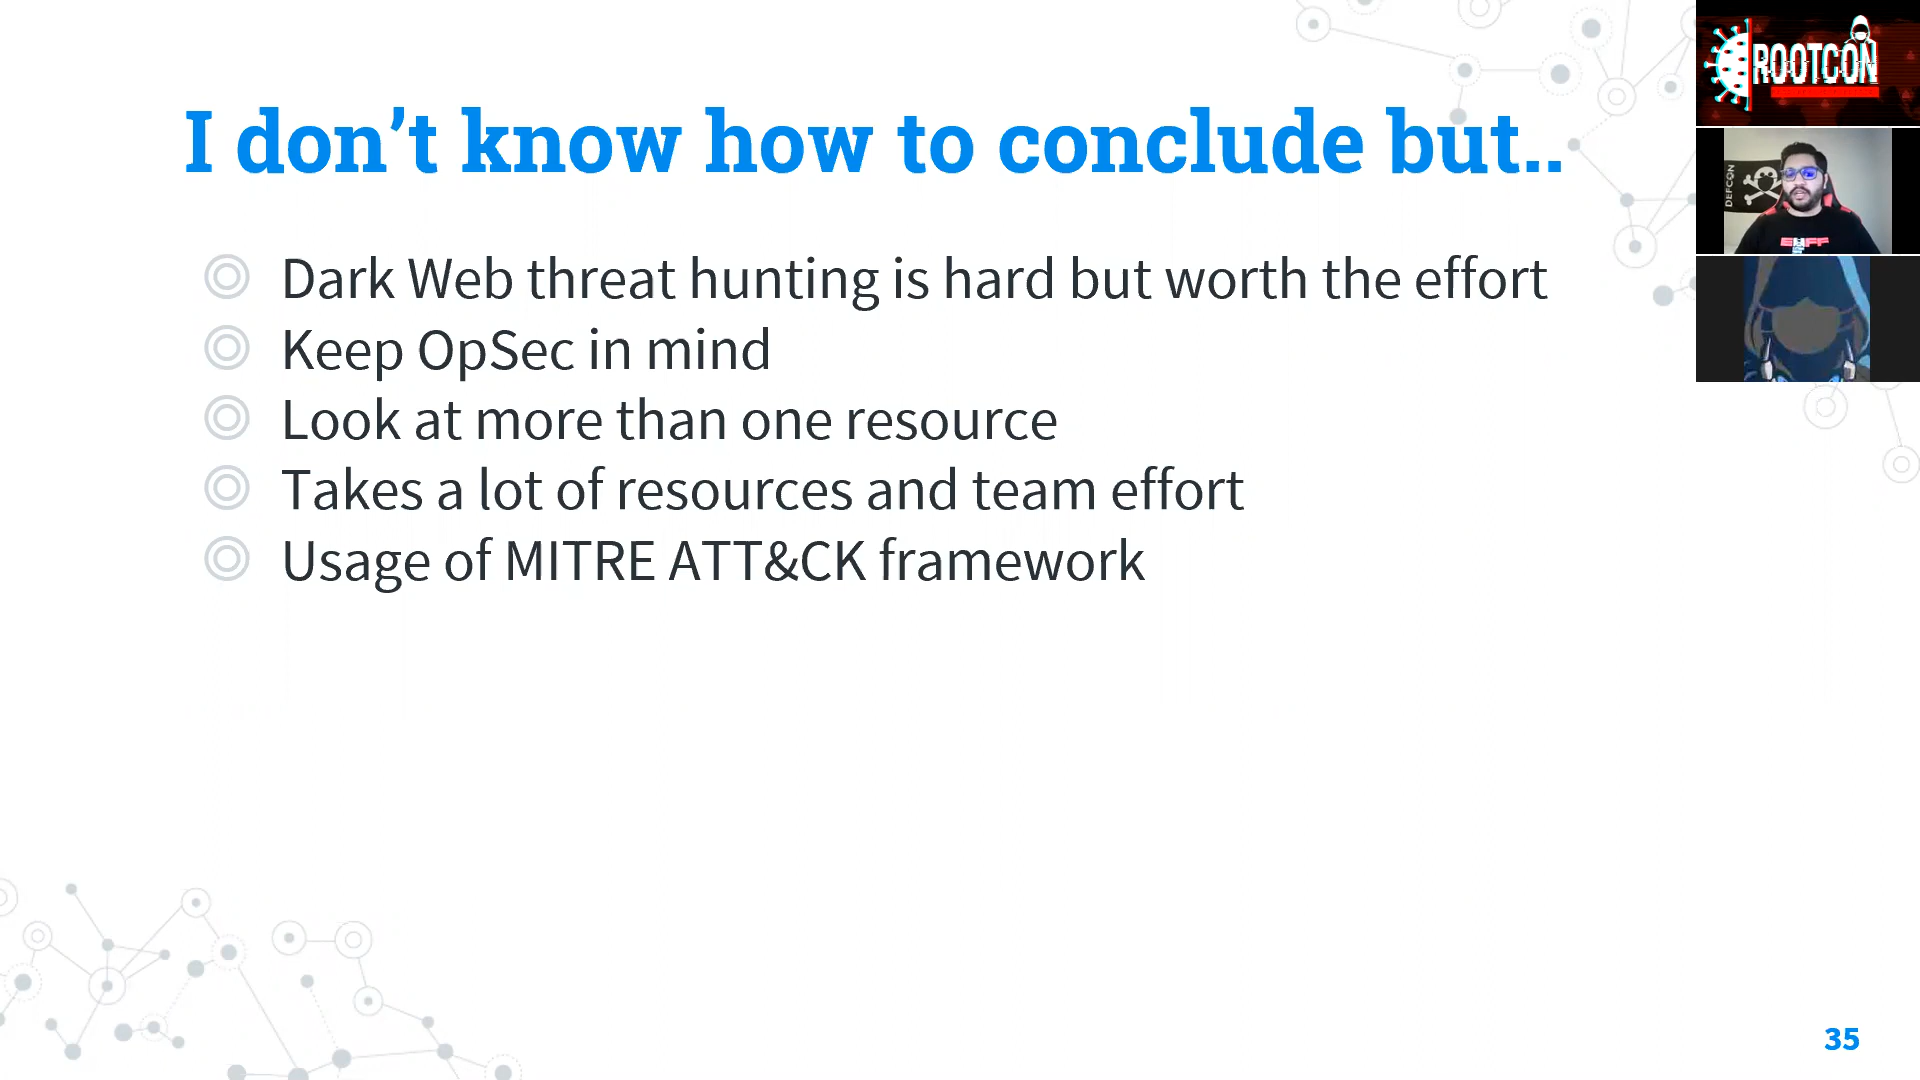 I don’t know how to conclude but..
Dark Web threat hunting is hard but worth the effort
Keep OpSec in mind
Look at more than one resource
Takes a lot of resources and team effort
Usage of MITRE ATT&CK framework
35
ROOTCON
DEFCON